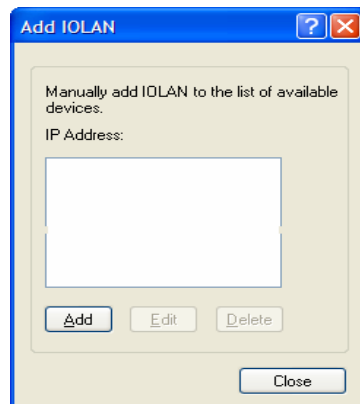 Add IOLAN
Manually add IOLAN to the list of available
devices.
IP Address:
Add Edit Delete
Close